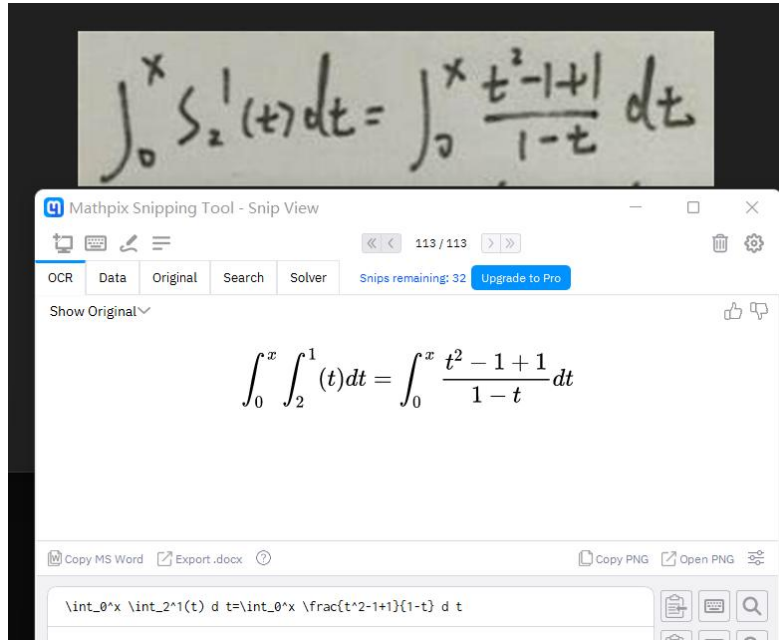 ∫₀ˣ S₂'(t)dt = ∫₀ˣ (t²-1+1)/(1-t) dt
Mathpix Snipping Tool - Snip View
113 / 113
OCR Data Original Search Solver Snips remaining: 32 Upgrade to Pro
Show Original
∫₀ˣ ∫₂¹ (t)dt = ∫₀ˣ (t² - 1 + 1)/(1 - t) dt
Copy MS Word Export .docx Copy PNG Open PNG
\int_0^x \int_2^1(t) d t=\int_0^x \frac{t^2-1+1}{1-t} d t